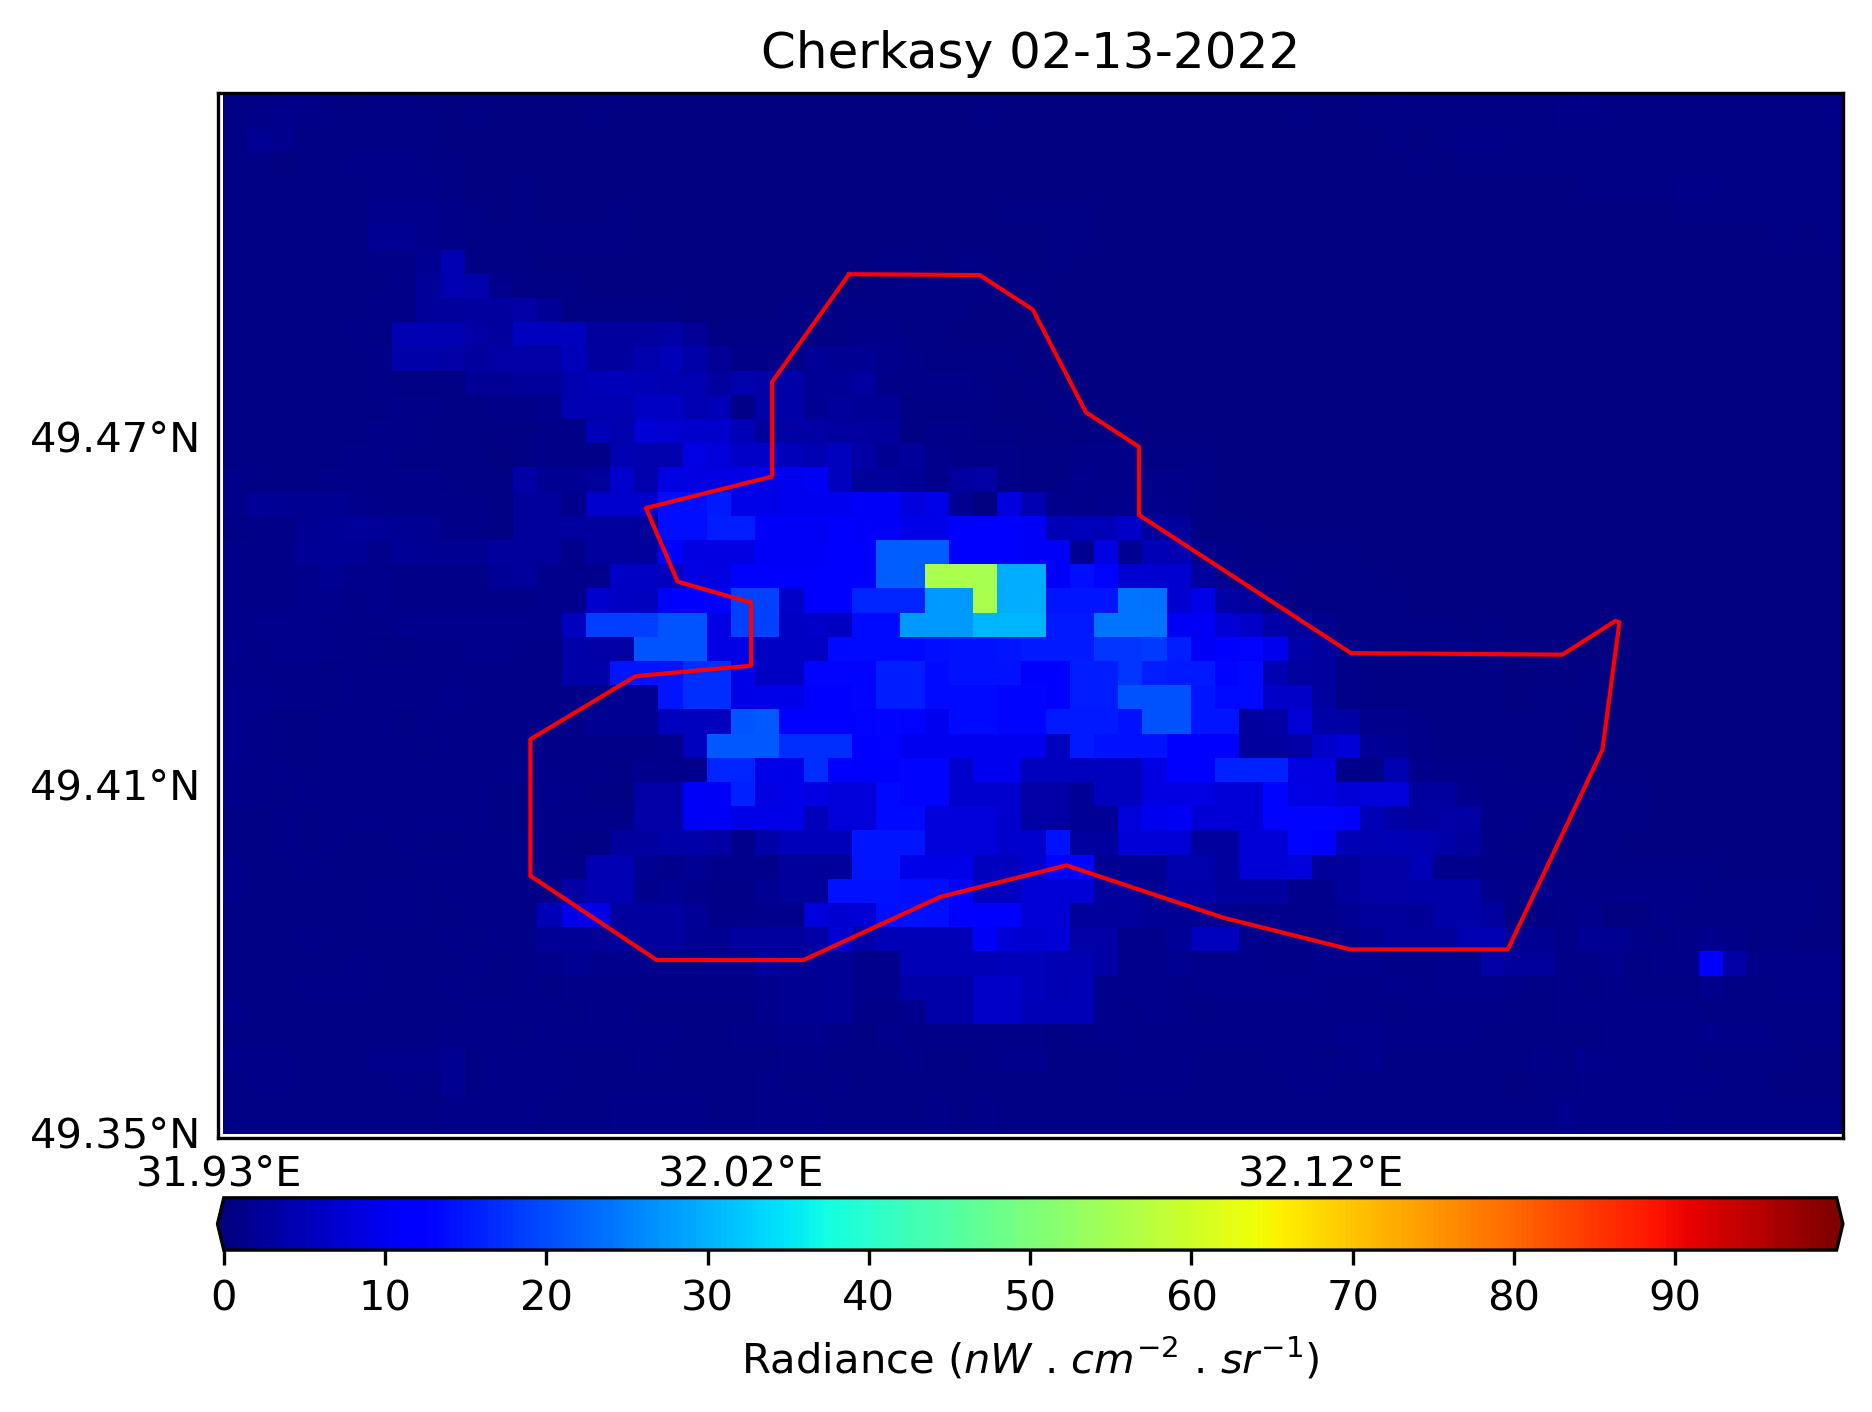 Cherkasy 02-13-2022
49.47°N
49.41°N
49.35°N
31.93°E 32.02°E 32.12°E
0 10 20 30 40 50 60 70 80 90
Radiance (nW . cm⁻² . sr⁻¹)